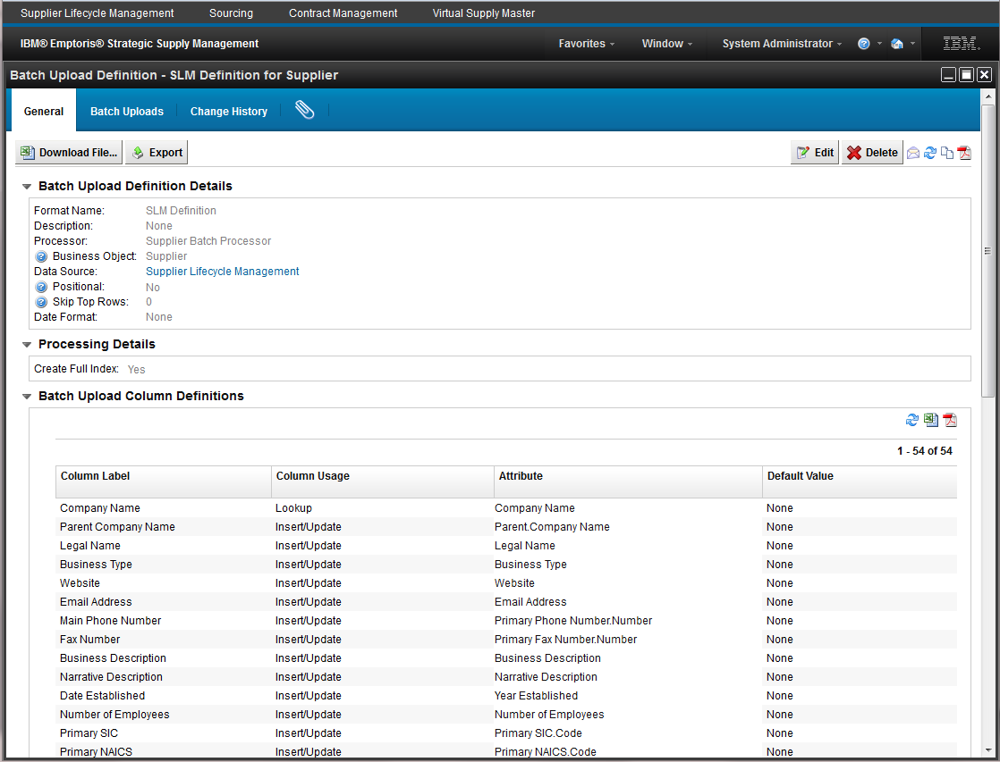 Supplier Lifecycle Management Sourcing Contract Management Virtual Supply Master
IBM® Emptoris® Strategic Supply Management Favorites Window System Administrator IBM.
Batch Upload Definition - SLM Definition for Supplier
General Batch Uploads Change History
Download File... Export Edit Delete
Batch Upload Definition Details
Format Name: SLM Definition
Description: None
Processor: Supplier Batch Processor
Business Object: Supplier
Data Source: Supplier Lifecycle Management
Positional: No
Skip Top Rows: 0
Date Format: None
Processing Details
Create Full Index: Yes
Batch Upload Column Definitions
1 - 54 of 54
Column Label Column Usage Attribute Default Value
Company Name Lookup Company Name None
Parent Company Name Insert/Update Parent.Company Name None
Legal Name Insert/Update Legal Name None
Business Type Insert/Update Business Type None
Website Insert/Update Website None
Email Address Insert/Update Email Address None
Main Phone Number Insert/Update Primary Phone Number.Number None
Fax Number Insert/Update Primary Fax Number.Number None
Business Description Insert/Update Business Description None
Narrative Description Insert/Update Narrative Description None
Date Established Insert/Update Year Established None
Number of Employees Insert/Update Number of Employees None
Primary SIC Insert/Update Primary SIC.Code None
Primary NAICS Insert/Update Primary NAICS.Code None